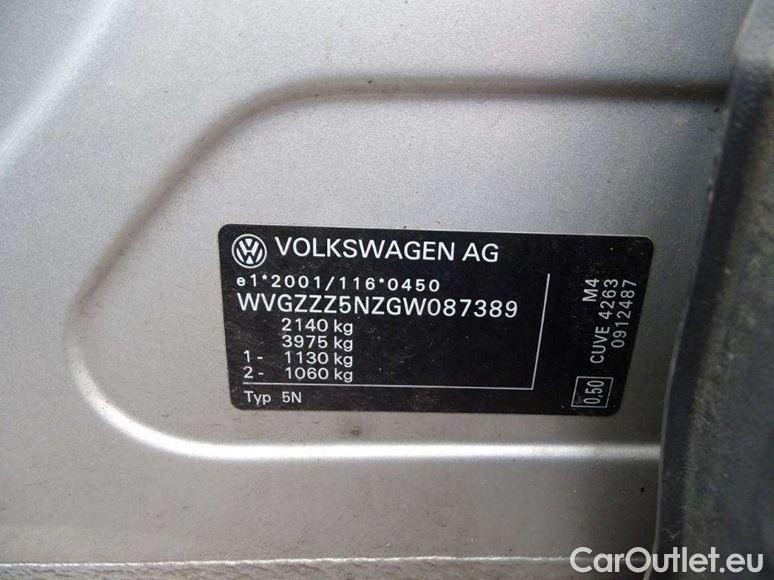 VOLKSWAGEN AG
e1*2001/116*0450
WVGZZZ5NZGW087389
2140 kg
3975 kg
1- 1130 kg
2- 1060 kg
Typ 5N
M4
CUVE 4263
0912487
0,50
CarOutlet.eu